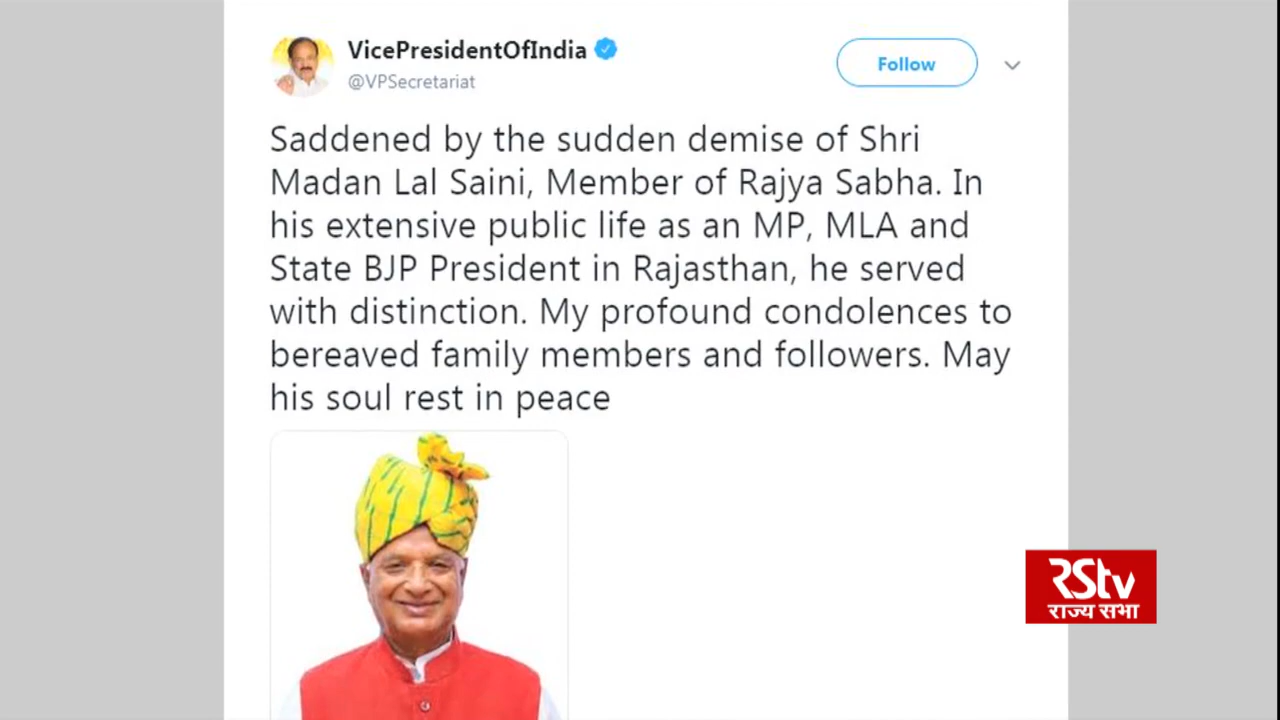 VicePresidentOfIndia
@VPSecretariat
Follow
Saddened by the sudden demise of Shri
Madan Lal Saini, Member of Rajya Sabha. In
his extensive public life as an MP, MLA and
State BJP President in Rajasthan, he served
with distinction. My profound condolences to
bereaved family members and followers. May
his soul rest in peace
RStv
राज्य सभा